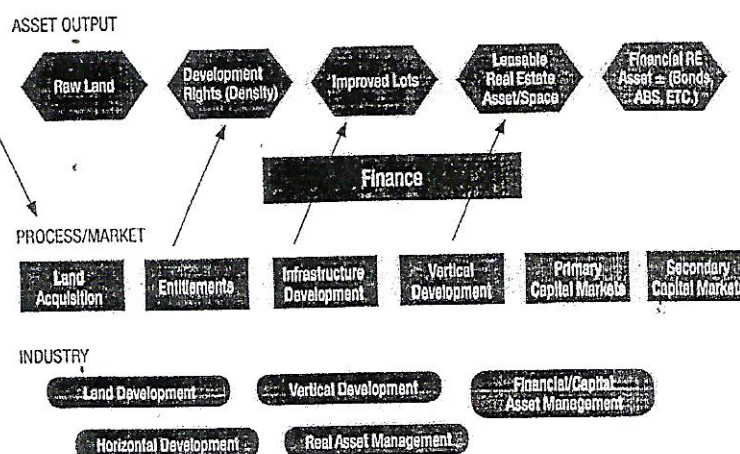 ASSET OUTPUT
Raw Land
Development
Rights (Density)
Improved Lots
Leasable
Real Estate
Asset/Space
Financial RE
Asset ± (Bonds,
ABS, ETC.)
Finance
PROCESS/MARKET
Land
Acquisition
Entitlements
Infrastructure
Development
Vertical
Development
Primary
Capital Markets
Secondary
Capital Markets
INDUSTRY
Land Development
Vertical Development
Financial/Capital
Asset Management
Horizontal Development
Real Asset Management